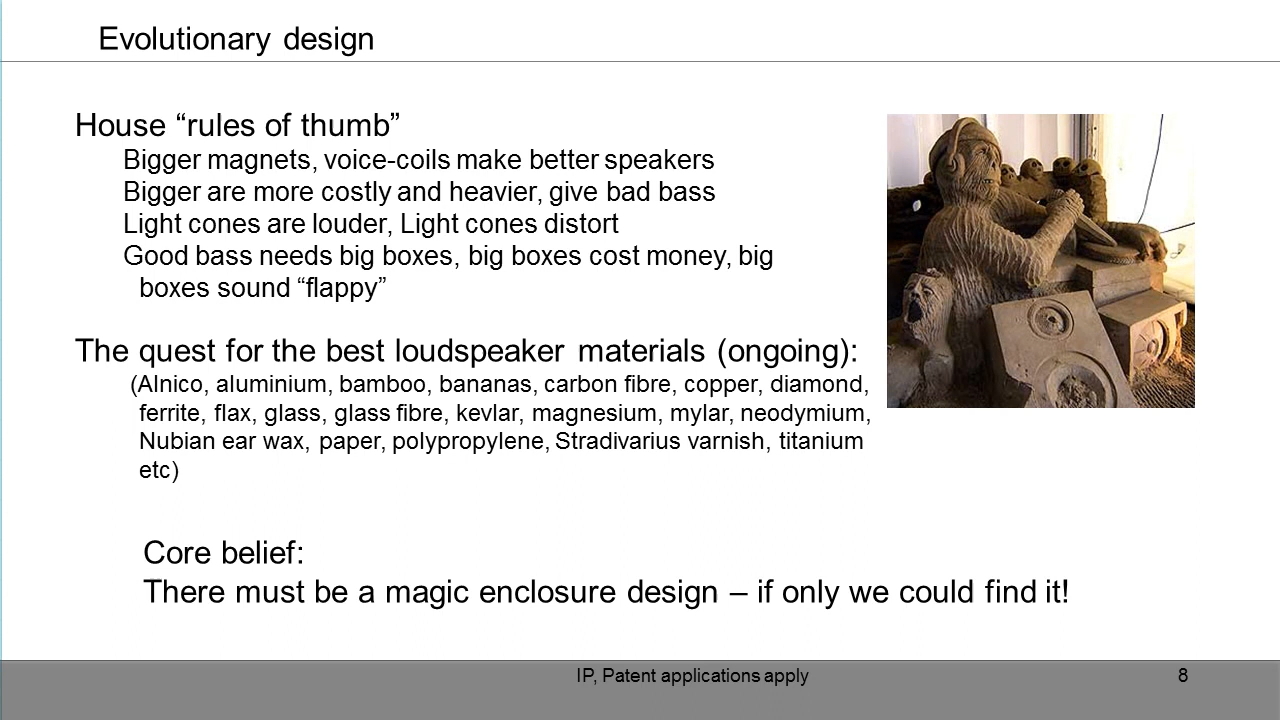 Evolutionary design
House “rules of thumb”
Bigger magnets, voice-coils make better speakers
Bigger are more costly and heavier, give bad bass
Light cones are louder, Light cones distort
Good bass needs big boxes, big boxes cost money, big
boxes sound “flappy”
The quest for the best loudspeaker materials (ongoing):
(Alnico, aluminium, bamboo, bananas, carbon fibre, copper, diamond,
ferrite, flax, glass, glass fibre, kevlar, magnesium, mylar, neodymium,
Nubian ear wax, paper, polypropylene, Stradivarius varnish, titanium
etc)
Core belief:
There must be a magic enclosure design – if only we could find it!
IP, Patent applications apply
8